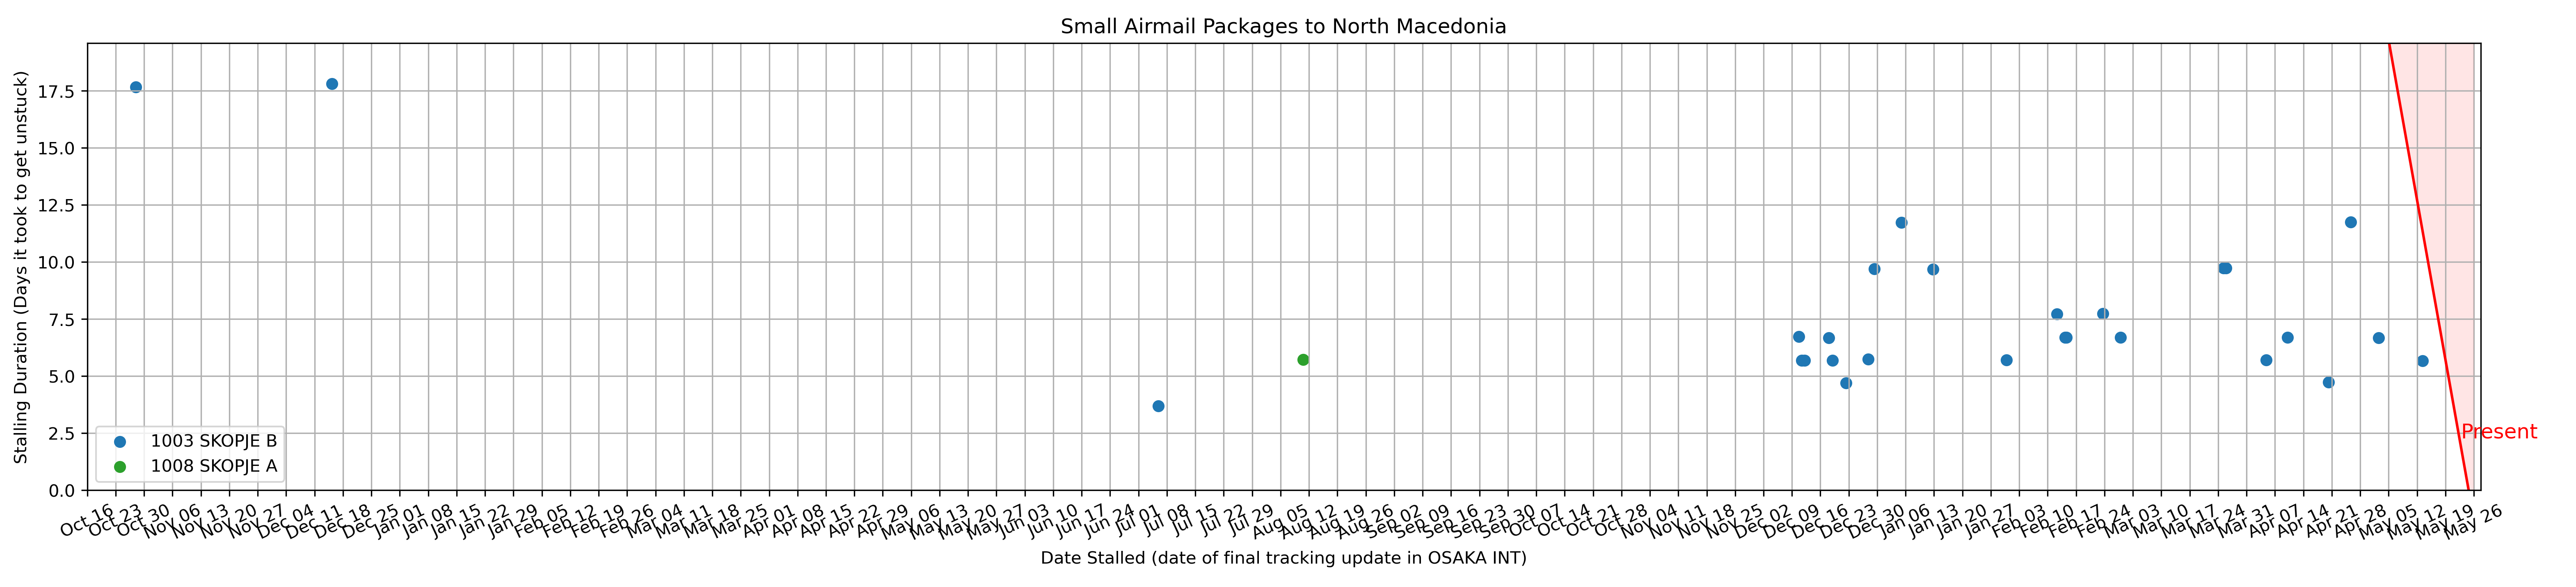 Small Airmail Packages to North Macedonia
Stalling Duration (Days it took to get unstuck)
17.5
15.0
12.5
10.0
7.5
5.0
2.5
0.0
1003 SKOPJE B
1008 SKOPJE A
Present
Oct 16
Oct 23
Oct 30
Nov 06
Nov 13
Nov 20
Nov 27
Dec 04
Dec 11
Dec 18
Dec 25
Jan 01
Jan 08
Jan 15
Jan 22
Jan 29
Feb 05
Feb 12
Feb 19
Feb 26
Mar 04
Mar 11
Mar 18
Mar 25
Apr 01
Apr 08
Apr 15
Apr 22
Apr 29
May 06
May 13
May 20
May 27
Jun 03
Jun 10
Jun 17
Jun 24
Jul 01
Jul 08
Jul 15
Jul 22
Jul 29
Aug 05
Aug 12
Aug 19
Aug 26
Sep 02
Sep 09
Sep 16
Sep 23
Sep 30
Oct 07
Oct 14
Oct 21
Oct 28
Nov 04
Nov 11
Nov 18
Nov 25
Dec 02
Dec 09
Dec 16
Dec 23
Dec 30
Jan 06
Jan 13
Jan 20
Jan 27
Feb 03
Feb 10
Feb 17
Feb 24
Mar 03
Mar 10
Mar 17
Mar 24
Mar 31
Apr 07
Apr 14
Apr 21
Apr 28
May 05
May 12
May 19
May 26
Date Stalled (date of final tracking update in OSAKA INT)